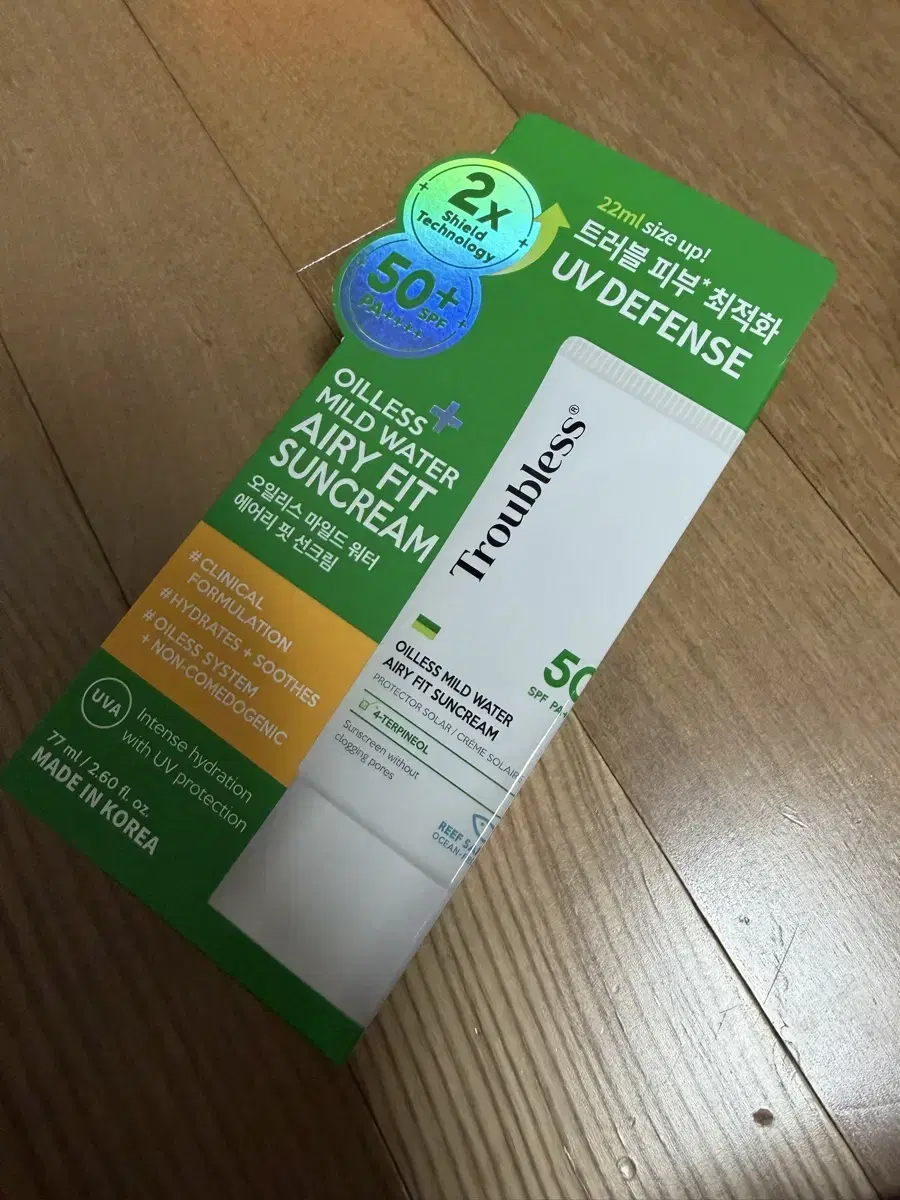 2x
Shield
Technology
50+
SPF
PA++++
22ml size up!
트러블 피부*최적화
UV DEFENSE
OILLESS
MILD WATER
AIRY FIT
SUNCREAM
오일리스 마일드 워터
에어리 핏 선크림
#CLINICAL
FORMULATION
#HYDRATES + SOOTHES
#OILESS SYSTEM
+ NON-COMEDOGENIC
UVA
Intense hydration
with UV protection
77 ml / 2.60 fl. oz.
MADE IN KOREA
Troubless®
OILLESS MILD WATER
AIRY FIT SUNCREAM
PROTECTOR SOLAR / CRÈME SOLAIRE
4-TERPINEOL
Sunscreen without
clogging pores
50
SPF PA+
REEF